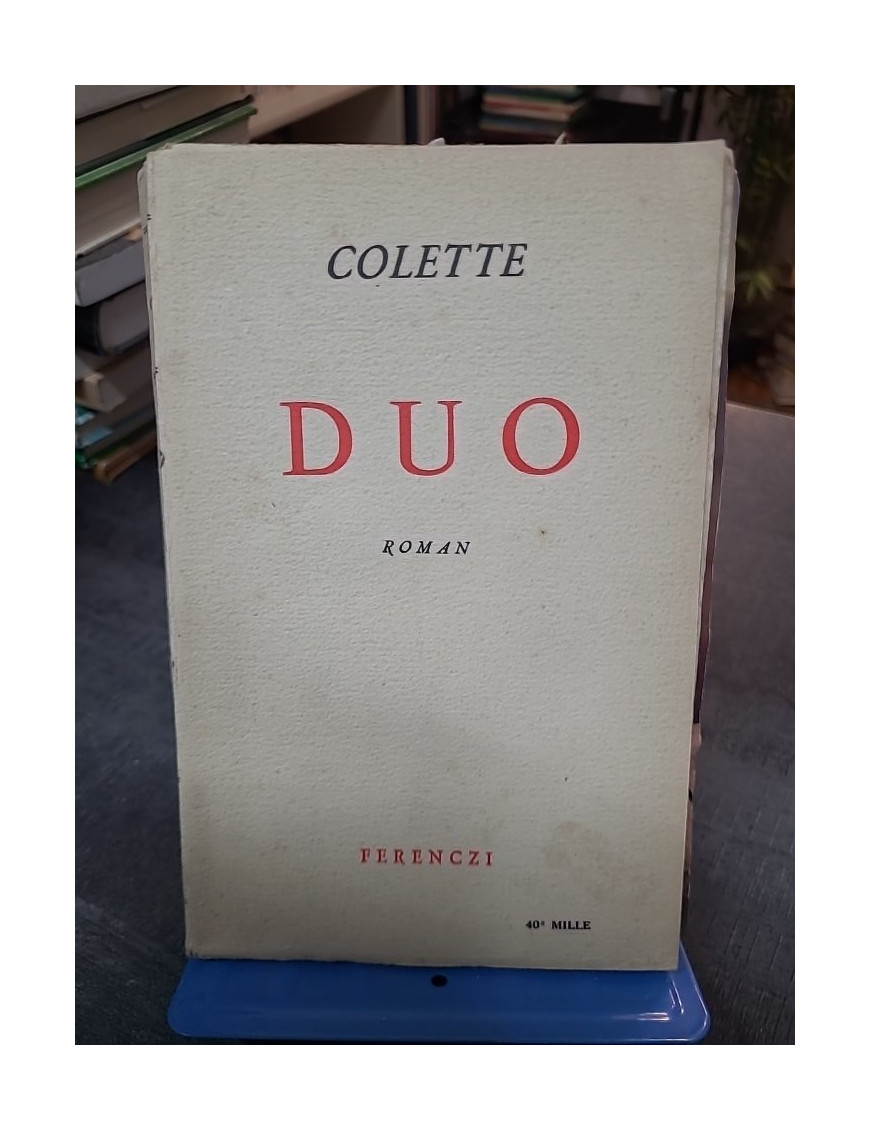 COLETTE
DUO
ROMAN
FERENCZI
40e MILLE